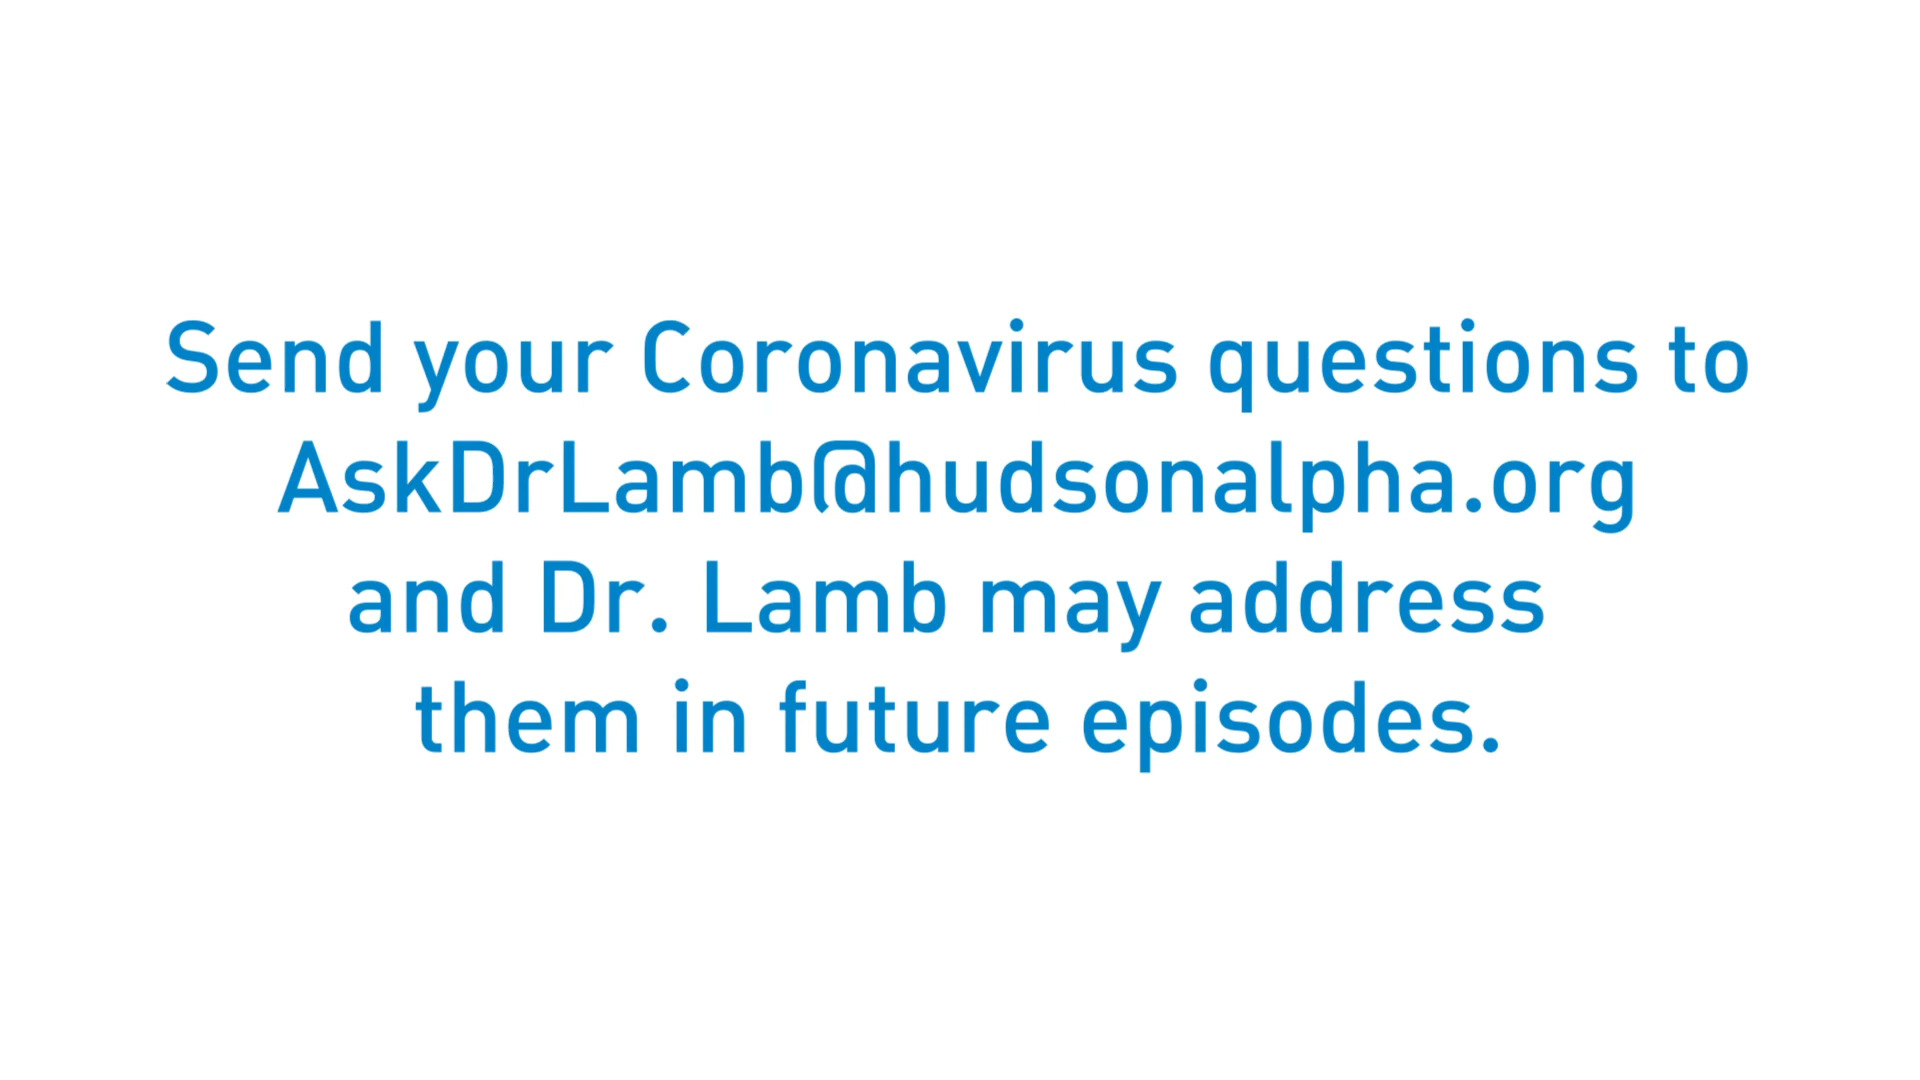 Send your Coronavirus questions to
AskDrLamb@hudsonalpha.org
and Dr. Lamb may address
them in future episodes.